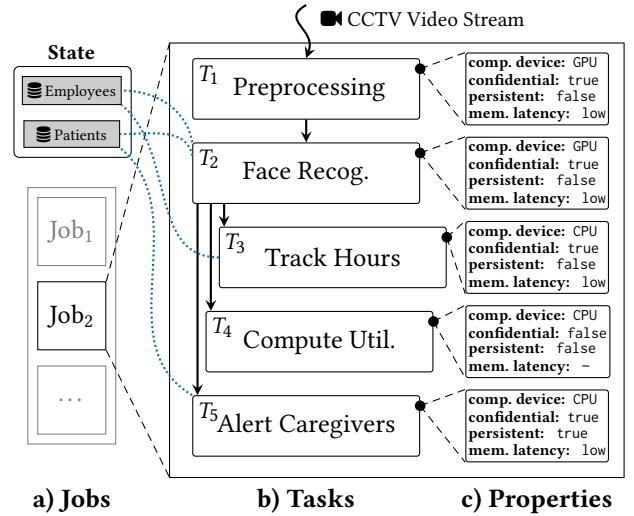 CCTV Video Stream
State
Employees
Patients
Job1
Job2
...
T1
Preprocessing
T2
Face Recog.
T3
Track Hours
T4
Compute Util.
T5
Alert Caregivers
comp. device: GPU
confidential: true
persistent: false
mem. latency: low
comp. device: GPU
confidential: true
persistent: false
mem. latency: low
comp. device: CPU
confidential: true
persistent: false
mem. latency: low
comp. device: CPU
confidential: false
persistent: false
mem. latency: –
comp. device: CPU
confidential: true
persistent: true
mem. latency: low
a) Jobs
b) Tasks
c) Properties